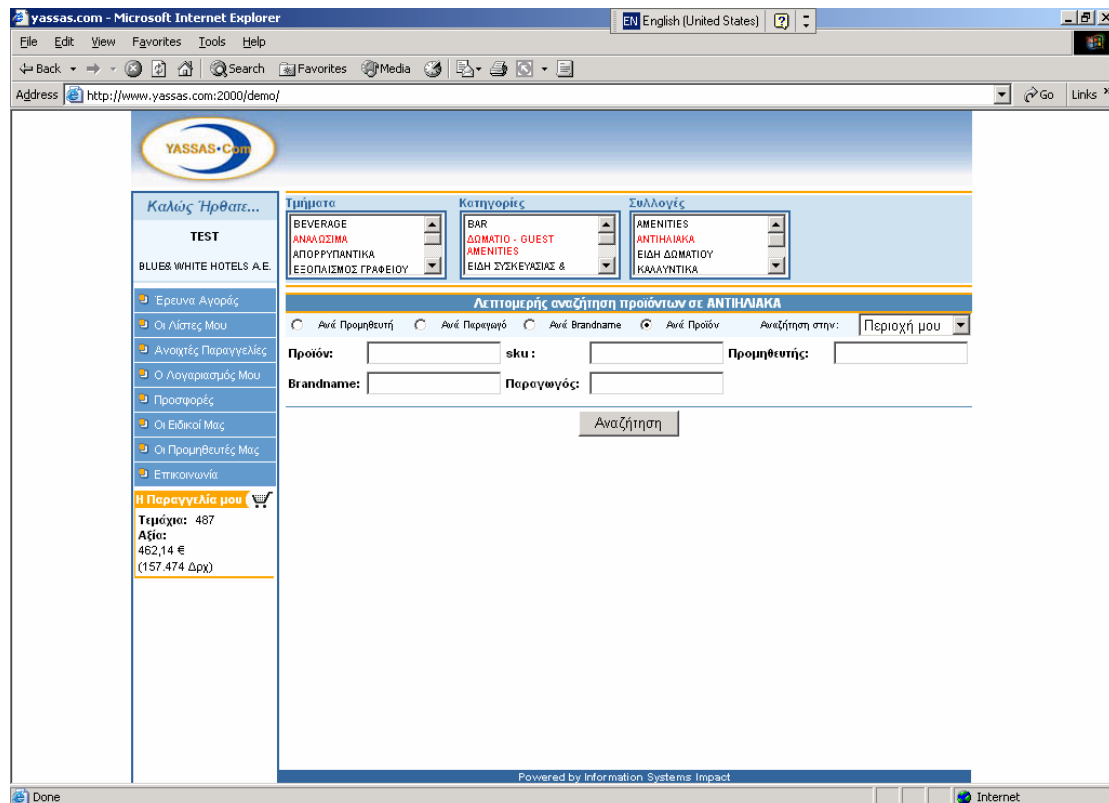 yassas.com - Microsoft Internet Explorer
EN English (United States)
File Edit View Favorites Tools Help
Back Search Favorites Media
Address http://www.yassas.com:2000/demo/ Go Links »
YASSAS•Com
Καλώς Ήρθατε...
TEST
BLUE& WHITE HOTELS A.E.
Τμήματα
BEVERAGE
ΑΝΑΛΩΣΙΜΑ
ΑΠΟΡΡΥΠΑΝΤΙΚΑ
ΕΞΟΠΛΙΣΜΟΣ ΓΡΑΦΕΙΟΥ
Κατηγορίες
BAR
ΔΩΜΑΤΙΟ - GUEST
AMENITIES
ΕΙΔΗ ΣΥΣΚΕΥΑΣΙΑΣ &
Συλλογές
AMENITIES
ΑΝΤΙΗΛΙΑΚΑ
ΕΙΔΗ ΔΩΜΑΤΙΟΥ
ΚΑΛΛΥΝΤΙΚΑ
Έρευνα Αγοράς
Οι Λίστες Μου
Ανοιχτές Παραγγελίες
Ο Λογαριασμός Μου
Προσφορές
Οι Ειδικοί Μας
Οι Προμηθευτές Μας
Επικοινωνία
Η Παραγγελία μου
Τεμάχια: 487
Αξία:
462,14 €
(157.474 Δρχ)
Λεπτομερής αναζήτηση προϊόντων σε ΑΝΤΙΗΛΙΑΚΑ
Ανά Προμηθευτή Ανά Παραγωγό Ανά Brandname Ανά Προϊόν Αναζήτηση στην: Περιοχή μου
Προϊόν: sku : Προμηθευτής:
Brandname: Παραγωγός:
Αναζήτηση
Powered by Information Systems Impact
Done Internet